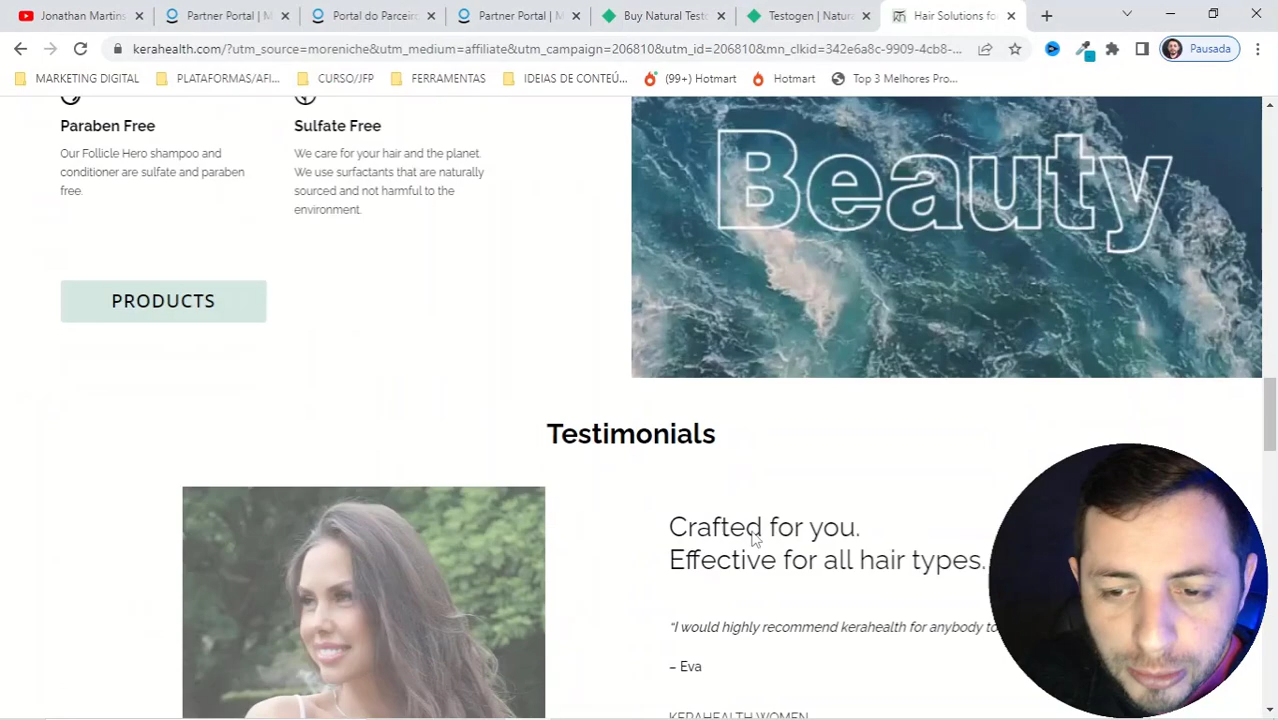 Jonathan Martins
Partner Portal | M
Portal do Parceir
Partner Portal | M
Buy Natural Testo
Testogen | Natura
Hair Solutions fo
kerahealth.com/?utm_source=moreniche&utm_medium=affiliate&utm_campaign=206810&utm_id=206810&mn_clkid=342e6a8c-9909-4cb8-...
Pausada
MARKETING DIGITAL
PLATAFORMAS/AFI...
CURSO/JFP
FERRAMENTAS
IDEIAS DE CONTEÚ...
(99+) Hotmart
Hotmart
Top 3 Melhores Pro...
Paraben Free
Our Follicle Hero shampoo and
conditioner are sulfate and paraben
free.
Sulfate Free
We care for your hair and the planet.
We use surfactants that are naturally
sourced and not harmful to the
environment.
Beauty
PRODUCTS
Testimonials
Crafted for you.
Effective for all hair types.
“I would highly recommend kerahealth for anybody to
– Eva
KERAHEALTH WOMEN